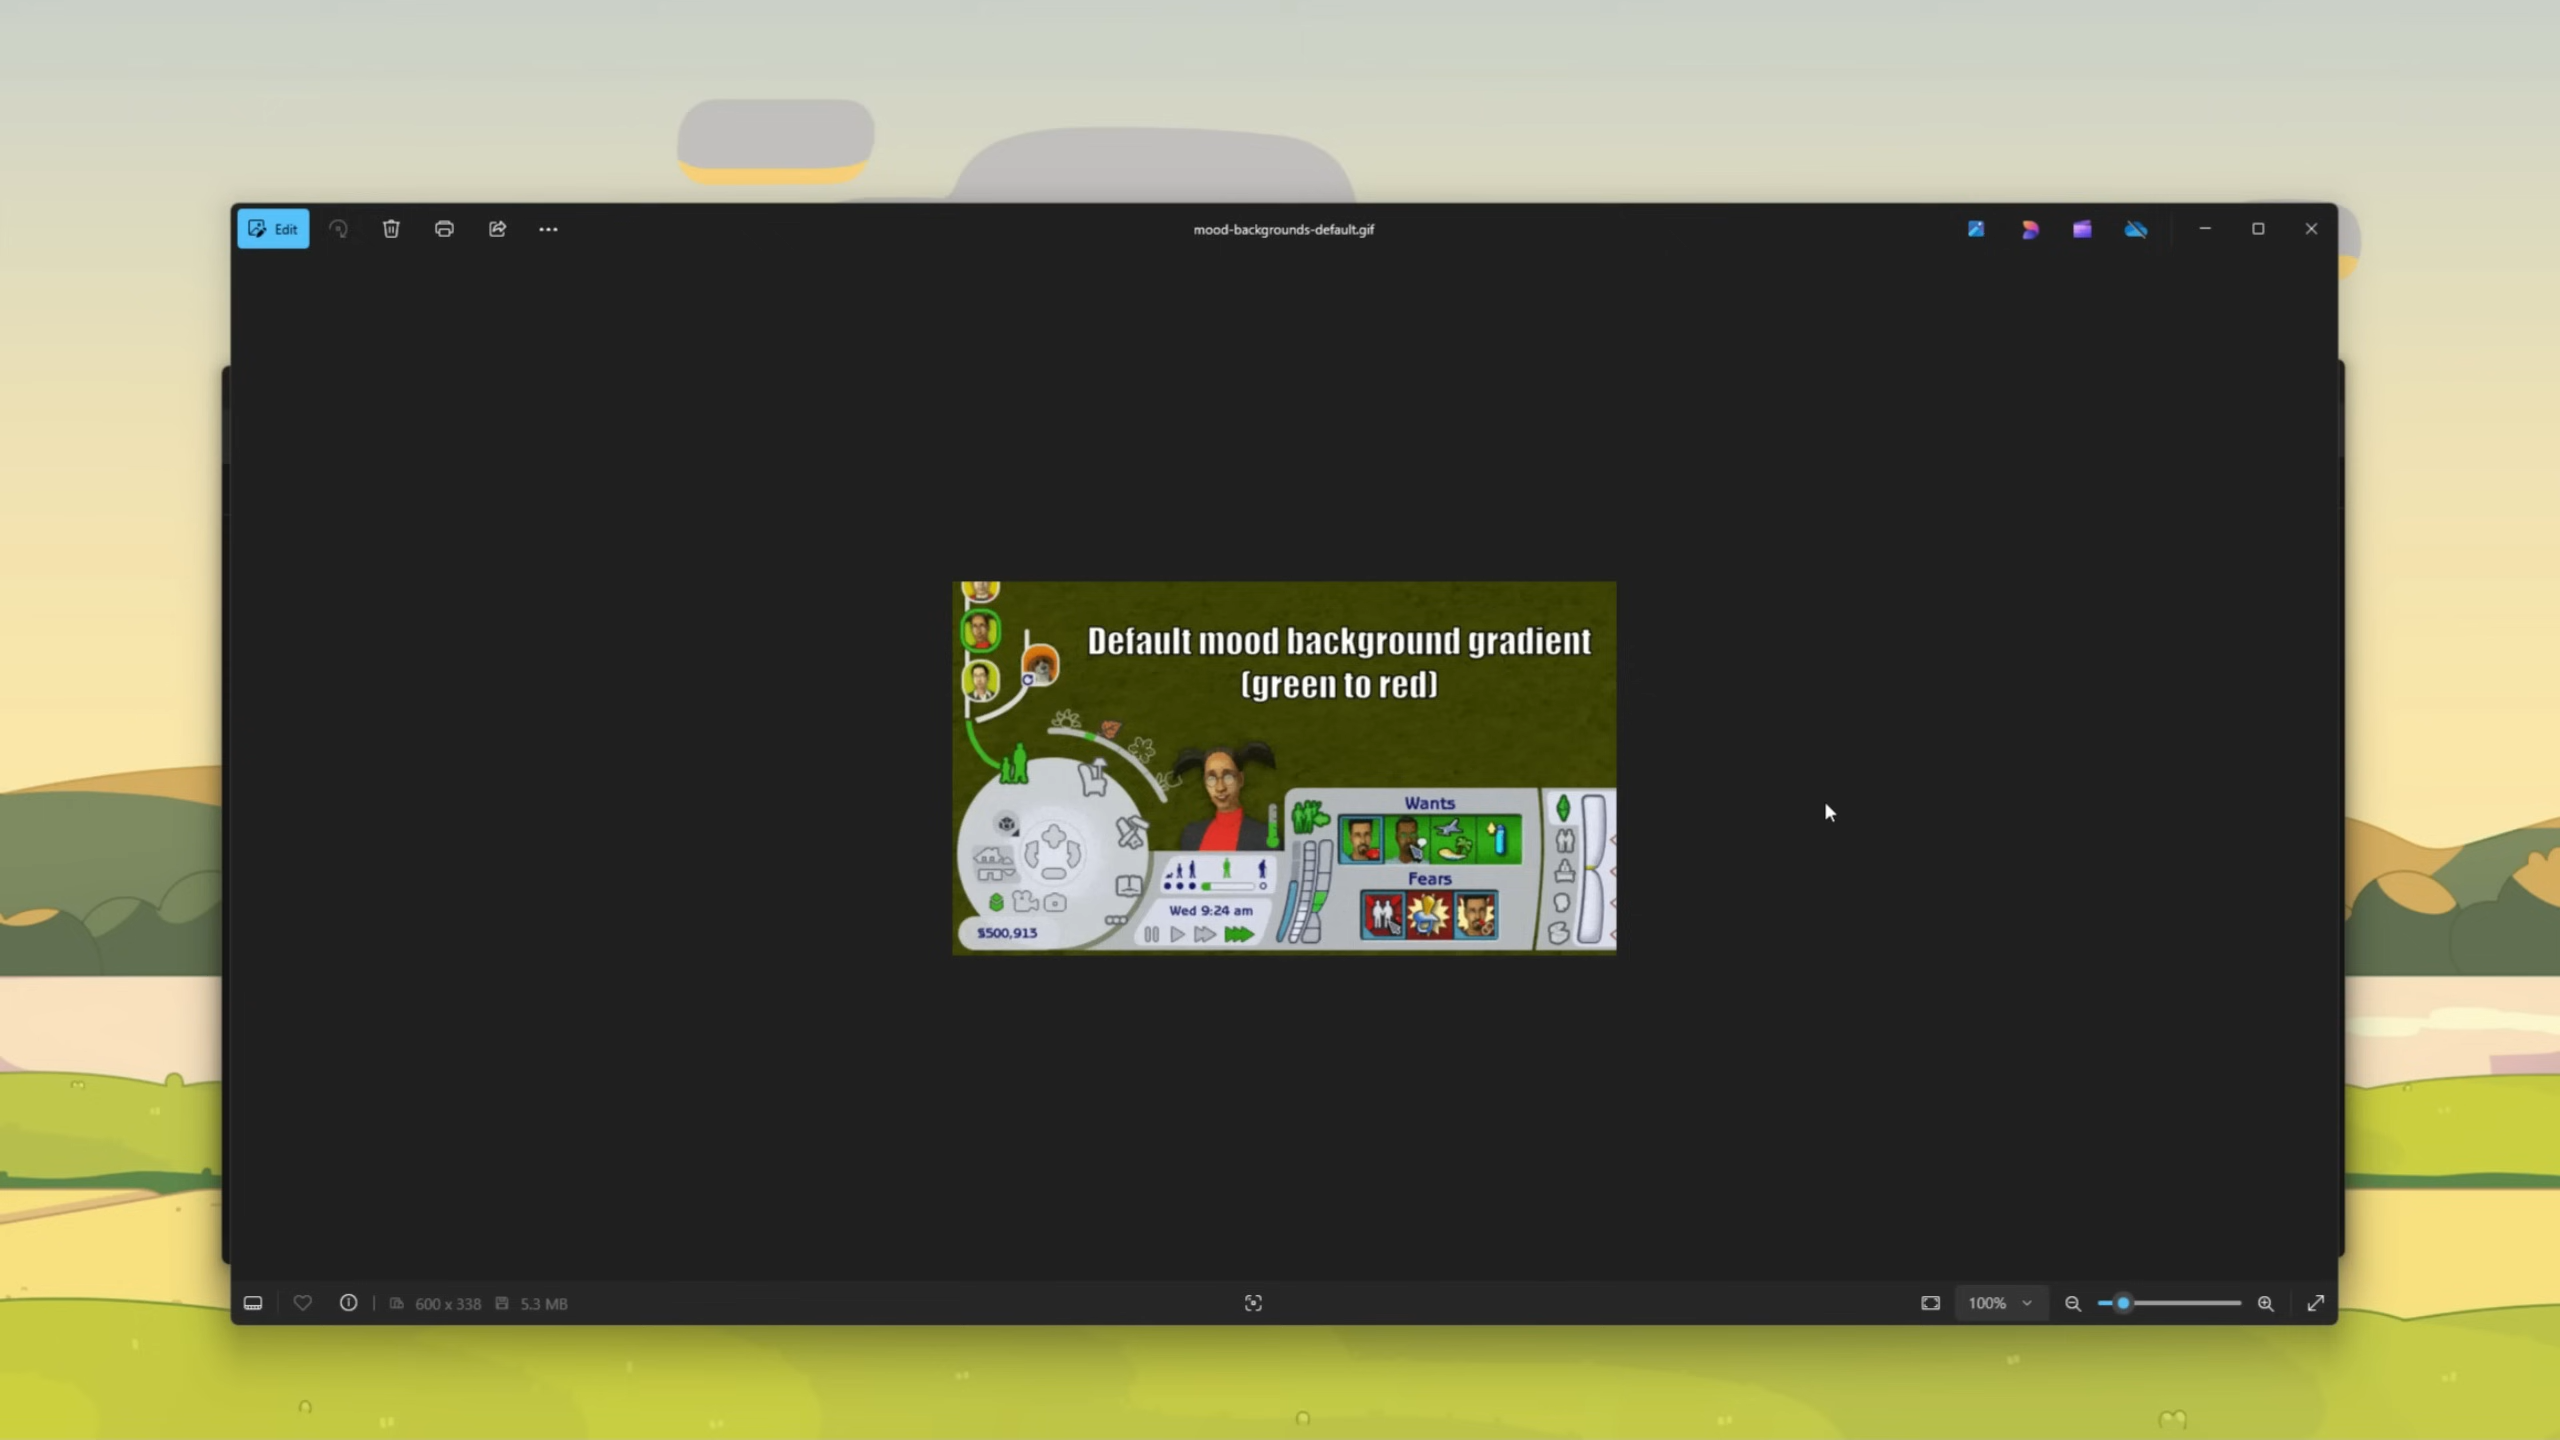 Edit
mood-backgrounds-default.gif
Default mood background gradient
(green to red)
Wants
Fears
Wed 9:24 am
§500,913
600 x 338
5.3 MB
100%